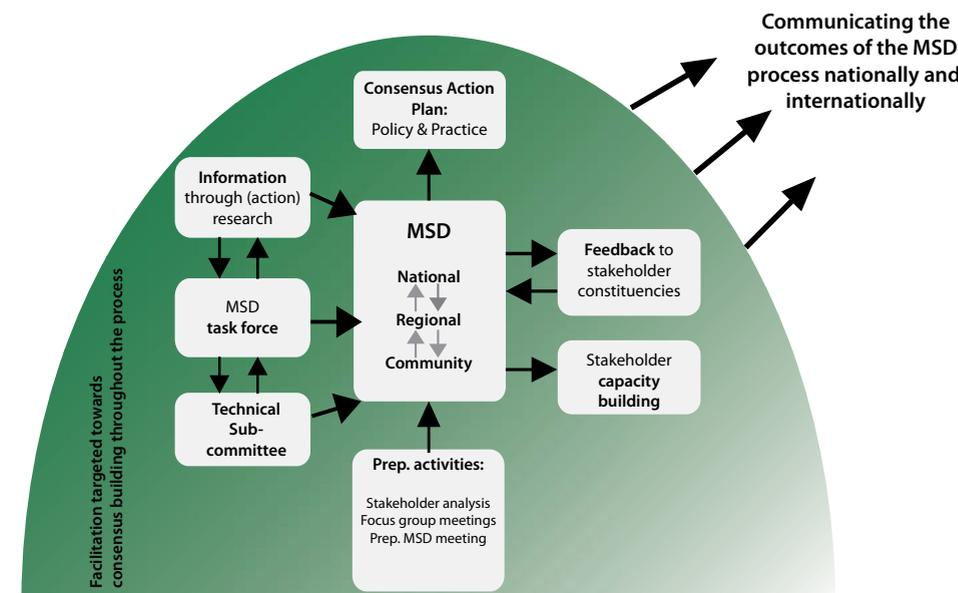 Communicating the
outcomes of the MSD
process nationally and
internationally
Consensus Action
Plan:
Policy & Practice
Information
through (action)
research
MSD
task force
Technical
Sub-
committee
MSD
National
Regional
Community
Feedback to
stakeholder
constituencies
Stakeholder
capacity
building
Prep. activities:
Stakeholder analysis
Focus group meetings
Prep. MSD meeting
Facilitation targeted towards
consensus building throughout the process